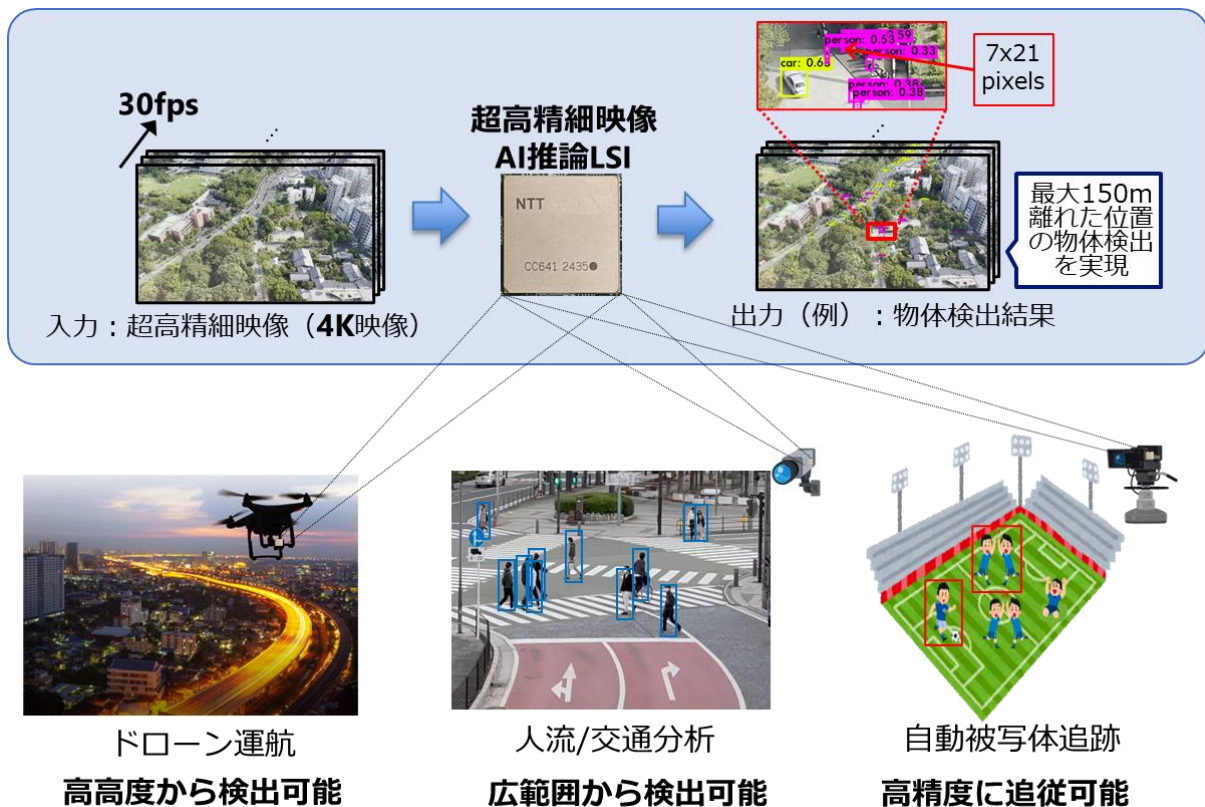 30fps
超高精細映像
AI推論LSI
NTT
CC641 2435
入力：超高精細映像（4K映像）
person: 0.53
.59
person: 0.33
car: 0.6
person: 0.38
7x21
pixels
最大150m
離れた位置
の物体検出
を実現
出力（例）：物体検出結果
ドローン運航
高高度から検出可能
人流/交通分析
広範囲から検出可能
自動被写体追跡
高精度に追従可能